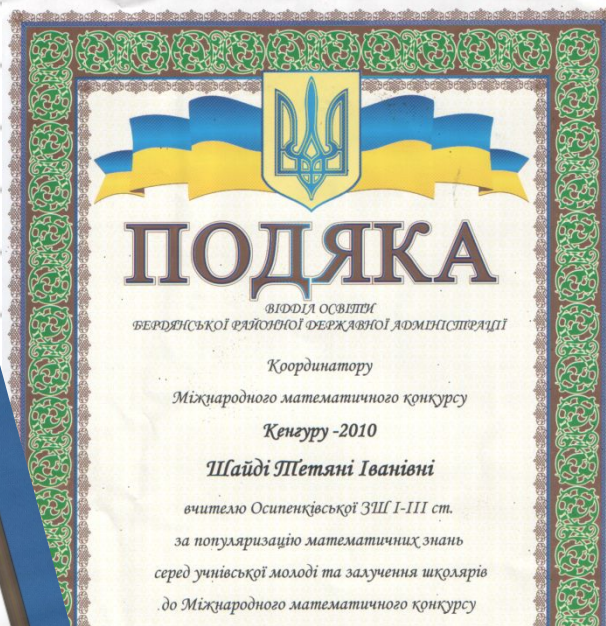 ПОДЯКА
ВІДДІЛ ОСВІТИ
БЕРДЯНСЬКОЇ РАЙОННОЇ ДЕРЖАВНОЇ АДМІНІСТРАЦІЇ
Координатору
Міжнародного математичного конкурсу
Кенгуру -2010
Шайді Тетяні Іванівні
вчителю Осипенківської ЗШ І-ІІІ ст.
за популяризацію математичних знань
серед учнівської молоді та залучення школярів
до Міжнародного математичного конкурсу